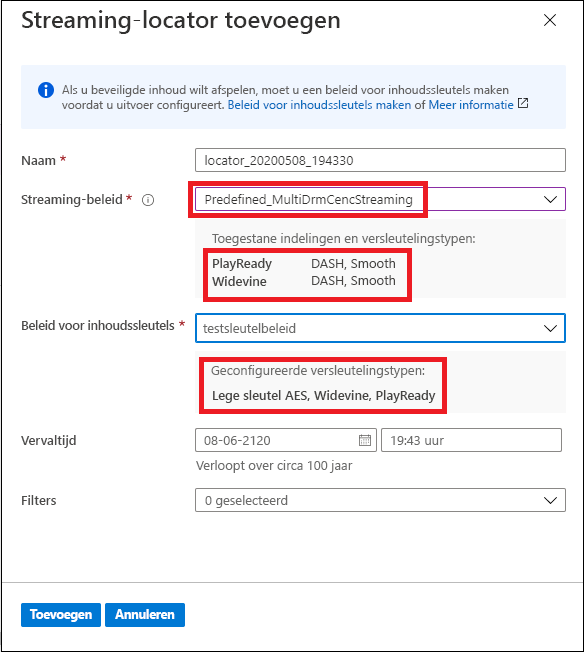 Streaming-locator toevoegen
Als u beveiligde inhoud wilt afspelen, moet u een beleid voor inhoudssleutels maken
voordat u uitvoer configureert. Beleid voor inhoudssleutels maken of Meer informatie
Naam *
locator_20200508_194330
Streaming-beleid *
Predefined_MultiDrmCencStreaming
Toegestane indelingen en versleutelingstypen:
PlayReady DASH, Smooth
Widevine DASH, Smooth
Beleid voor inhoudssleutels *
testsleutelbeleid
Geconfigureerde versleutelingstypen:
Lege sleutel AES, Widevine, PlayReady
Vervaltijd
08-06-2120
19:43 uur
Verloopt over circa 100 jaar
Filters
0 geselecteerd
Toevoegen
Annuleren